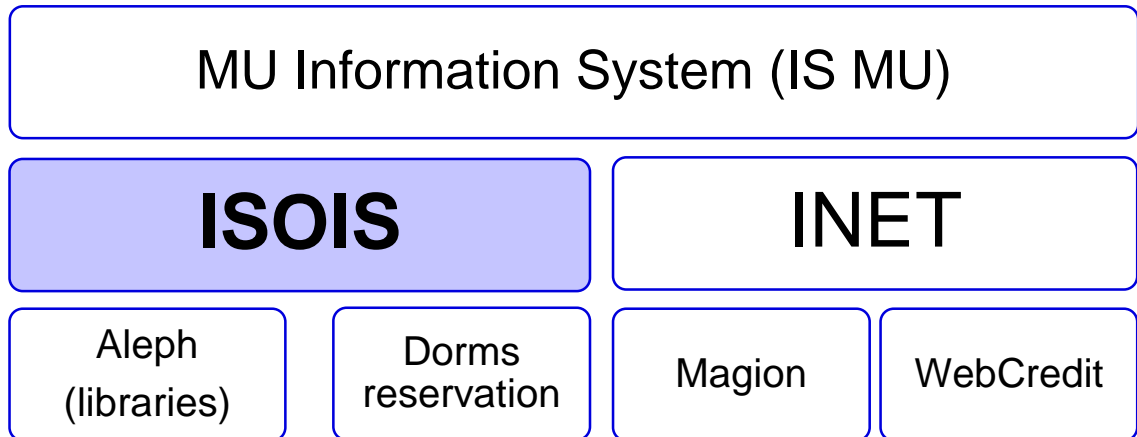 MU Information System (IS MU)
ISOIS
INET
Aleph
(libraries)
Dorms
reservation
Magion
WebCredit